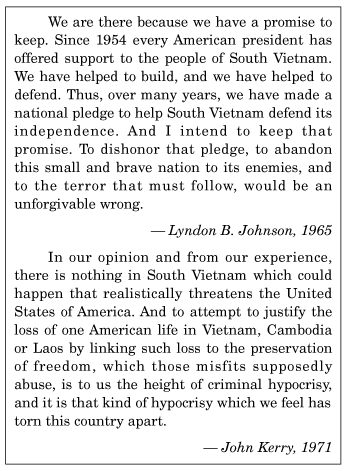 We are there because we have a promise to
keep. Since 1954 every American president has
offered support to the people of South Vietnam.
We have helped to build, and we have helped to
defend. Thus, over many years, we have made a
national pledge to help South Vietnam defend its
independence. And I intend to keep that
promise. To dishonor that pledge, to abandon
this small and brave nation to its enemies, and
to the terror that must follow, would be an
unforgivable wrong.
— Lyndon B. Johnson, 1965
In our opinion and from our experience,
there is nothing in South Vietnam which could
happen that realistically threatens the United
States of America. And to attempt to justify the
loss of one American life in Vietnam, Cambodia
or Laos by linking such loss to the preservation
of freedom, which those misfits supposedly
abuse, is to us the height of criminal hypocrisy,
and it is that kind of hypocrisy which we feel has
torn this country apart.
— John Kerry, 1971